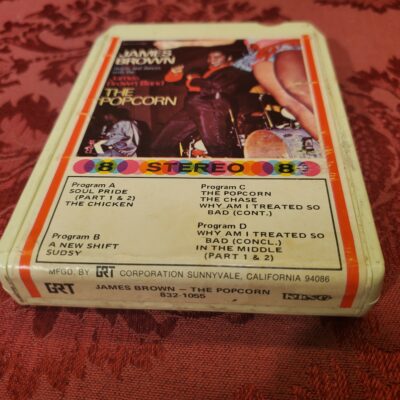 JAMES
BROWN
James
Brown Band
THE
POPCORN
8 STEREO 8
Program A
SOUL PRIDE
(PART 1 & 2)
THE CHICKEN
Program B
A NEW SHIFT
SUDSY
Program C
THE POPCORN
THE CHASE
WHY AM I TREATED SO
BAD (CONT.)
Program D
WHY AM I TREATED SO
BAD (CONCL.)
IN THE MIDDLE
(PART 1 & 2)
MFGD. BY GRT CORPORATION SUNNYVALE, CALIFORNIA 94086
GRT JAMES BROWN — THE POPCORN
832-1055